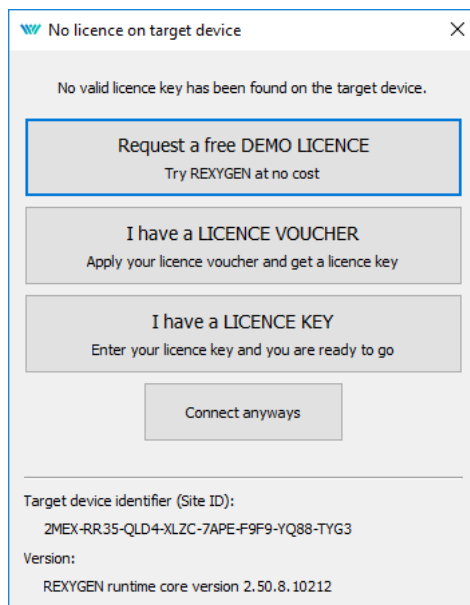 No licence on target device
No valid licence key has been found on the target device.
Request a free DEMO LICENCE
Try REXYGEN at no cost
I have a LICENCE VOUCHER
Apply your licence voucher and get a licence key
I have a LICENCE KEY
Enter your licence key and you are ready to go
Connect anyways
Target device identifier (Site ID):
2MEX-RR35-QLD4-XLZC-7APE-F9F9-YQ88-TYG3
Version:
REXYGEN runtime core version 2.50.8.10212